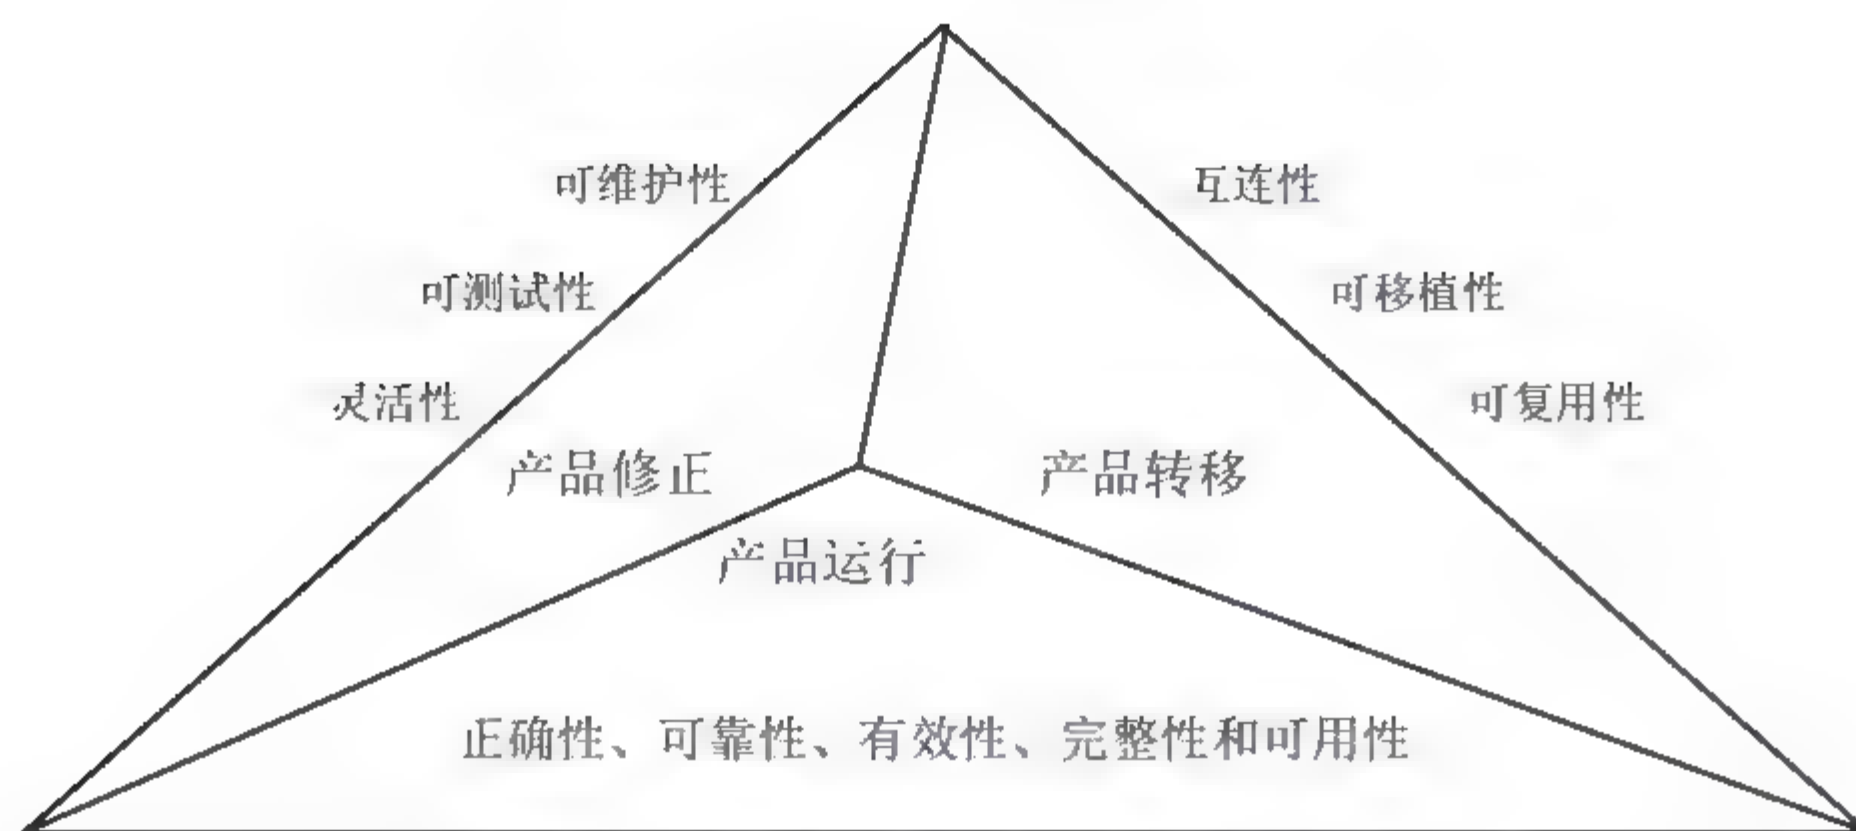 可维护性
互连性
可测试性
可移植性
灵活性
可复用性
产品修正
产品转移
产品运行
正确性、可靠性、有效性、完整性和可用性